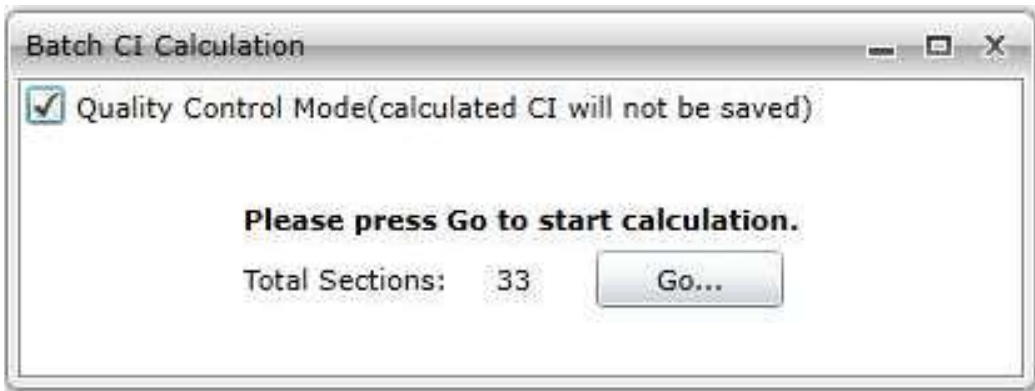 Batch CI Calculation
Quality Control Mode(calculated CI will not be saved)
Please press Go to start calculation.
Total Sections: 33 Go...